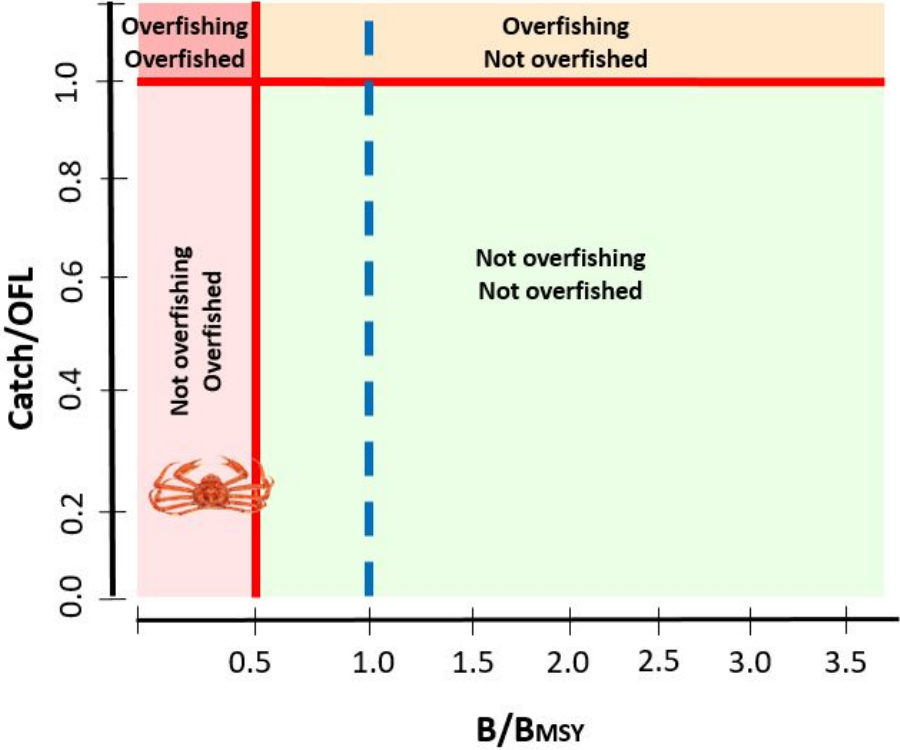 Overfishing
Overfished
Overfishing
Not overfished
1.0
0.8
0.6
0.4
0.2
0.0
Catch/OFL
Not overfishing
Overfished
Not overfishing
Not overfished
0.5
1.0
1.5
2.0
2.5
3.0
3.5
B/BMSY